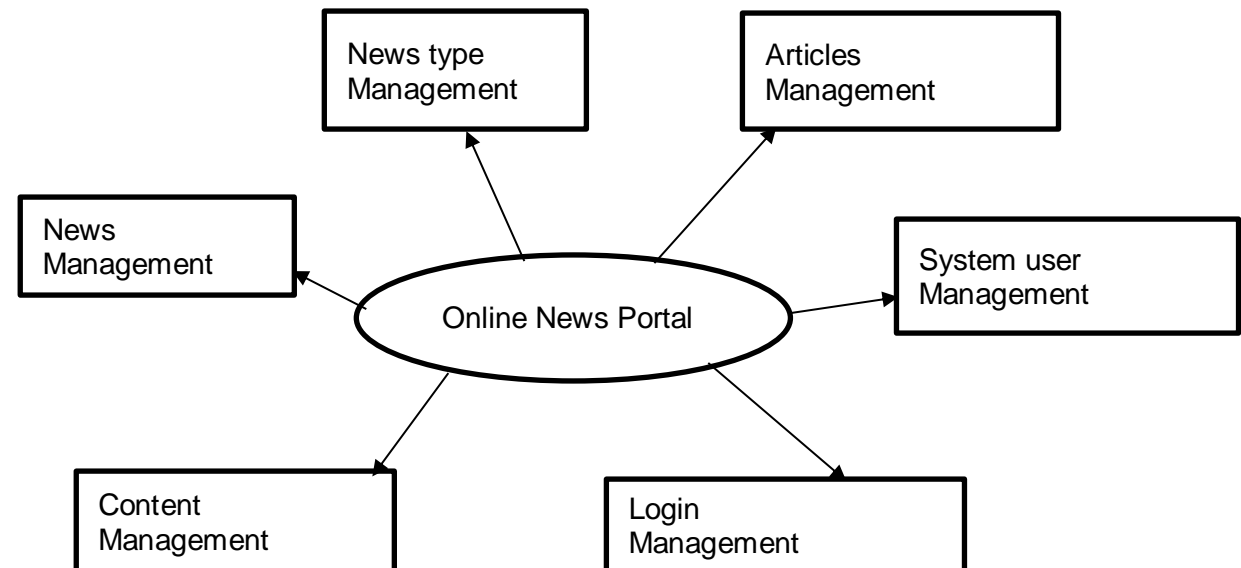 News type
Management
Articles
Management
News
Management
System user
Management
Online News Portal
Content
Management
Login
Management